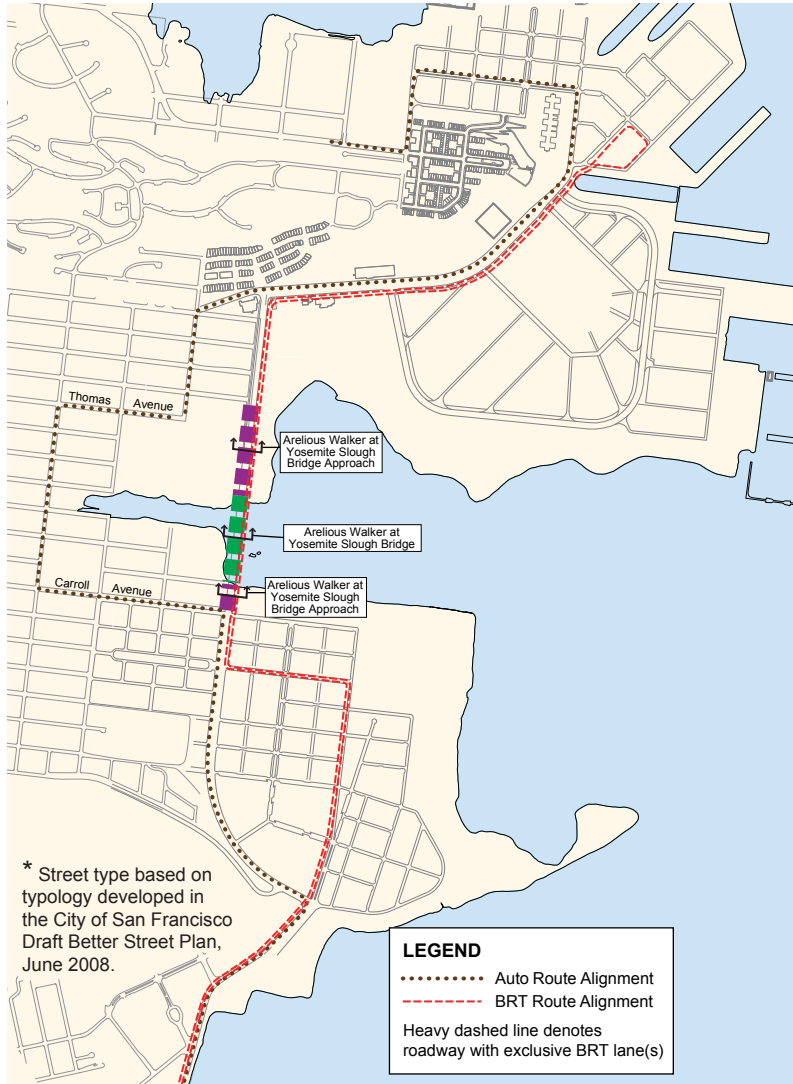 Thomas Avenue
Arelious Walker at
Yosemite Slough
Bridge Approach
Arelious Walker at
Yosemite Slough Bridge
Carroll Avenue
Arelious Walker at
Yosemite Slough
Bridge Approach
* Street type based on
typology developed in
the City of San Francisco
Draft Better Street Plan,
June 2008.
LEGEND
Auto Route Alignment
BRT Route Alignment
Heavy dashed line denotes
roadway with exclusive BRT lane(s)